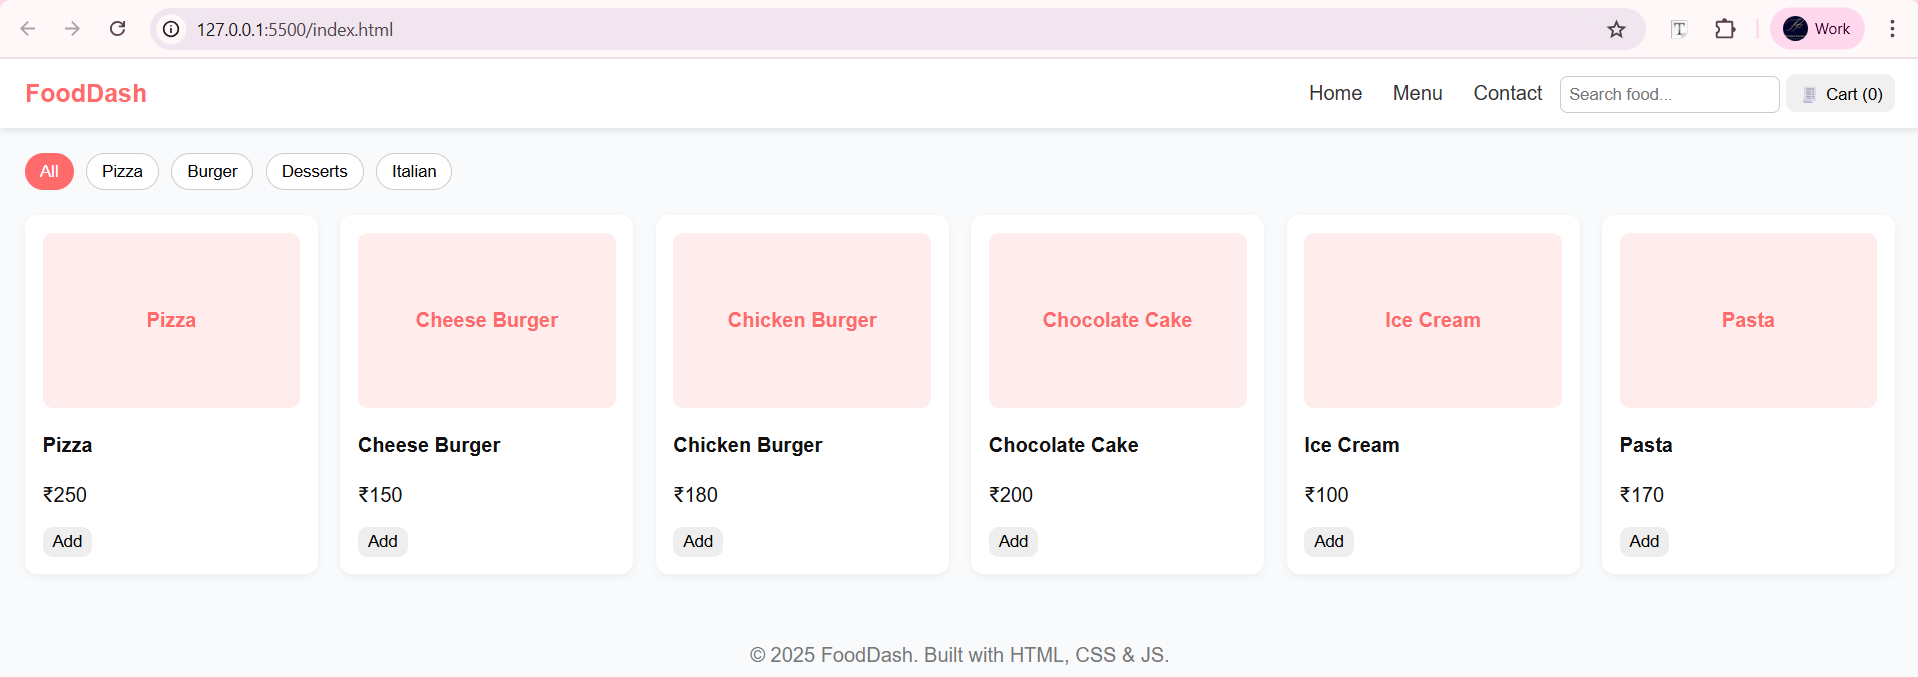 127.0.0.1:5500/index.html
T
Work
FoodDash
Home Menu Contact Search food... Cart (0)
All Pizza Burger Desserts Italian
Pizza Cheese Burger Chicken Burger Chocolate Cake Ice Cream Pasta
Pizza Cheese Burger Chicken Burger Chocolate Cake Ice Cream Pasta
₹250 ₹150 ₹180 ₹200 ₹100 ₹170
Add Add Add Add Add Add
© 2025 FoodDash. Built with HTML, CSS & JS.